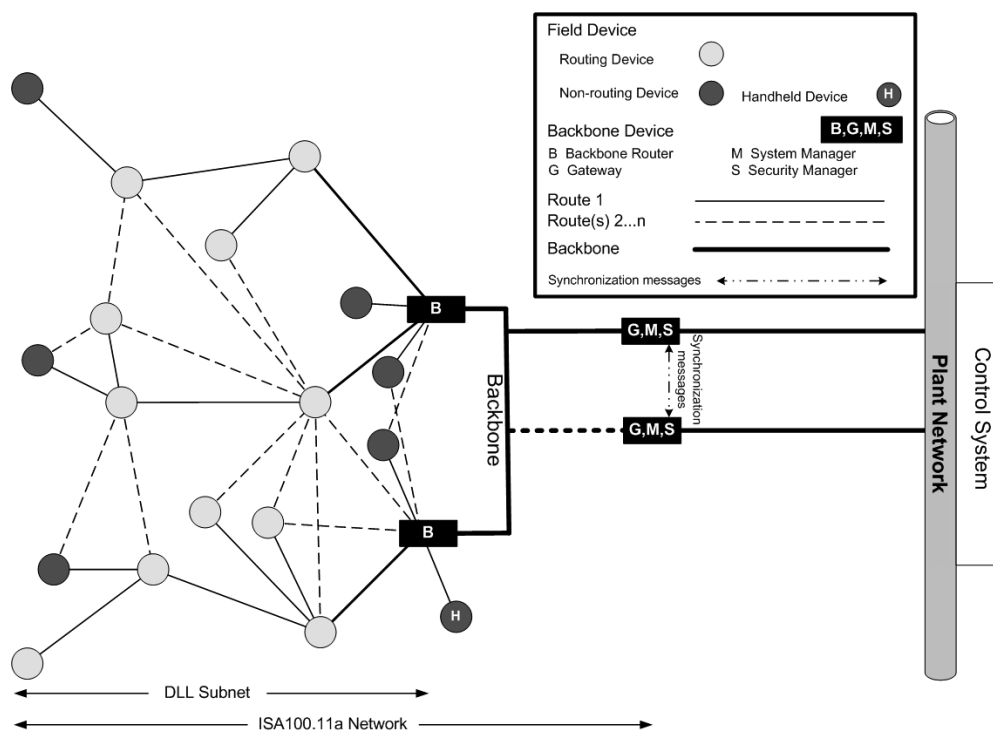 Field Device
Routing Device
Non-routing Device
Handheld Device
H
Backbone Device
B,G,M,S
B Backbone Router
M System Manager
G Gateway
S Security Manager
Route 1
Route(s) 2...n
Backbone
Synchronization messages
B
G,M,S
Synchronization
messages
G,M,S
Backbone
B
H
Plant Network
Control System
DLL Subnet
ISA100.11a Network